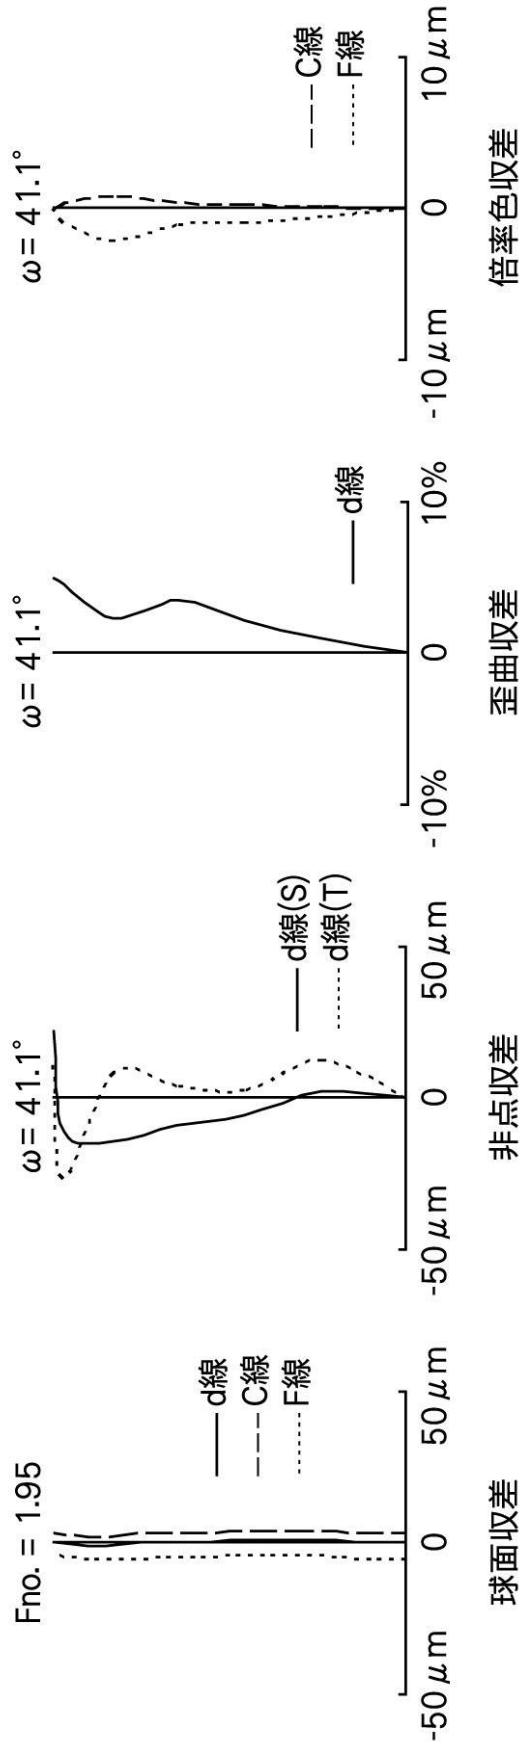 Fno. = 1.95
d線
C線
F線
-50μm
0
50μm
球面収差
ω= 41.1°
d線(S)
d線(T)
-50μm
0
50μm
非点収差
ω= 41.1°
d線
-10%
0
10%
歪曲収差
ω= 41.1°
C線
F線
-10μm
0
10μm
倍率色収差